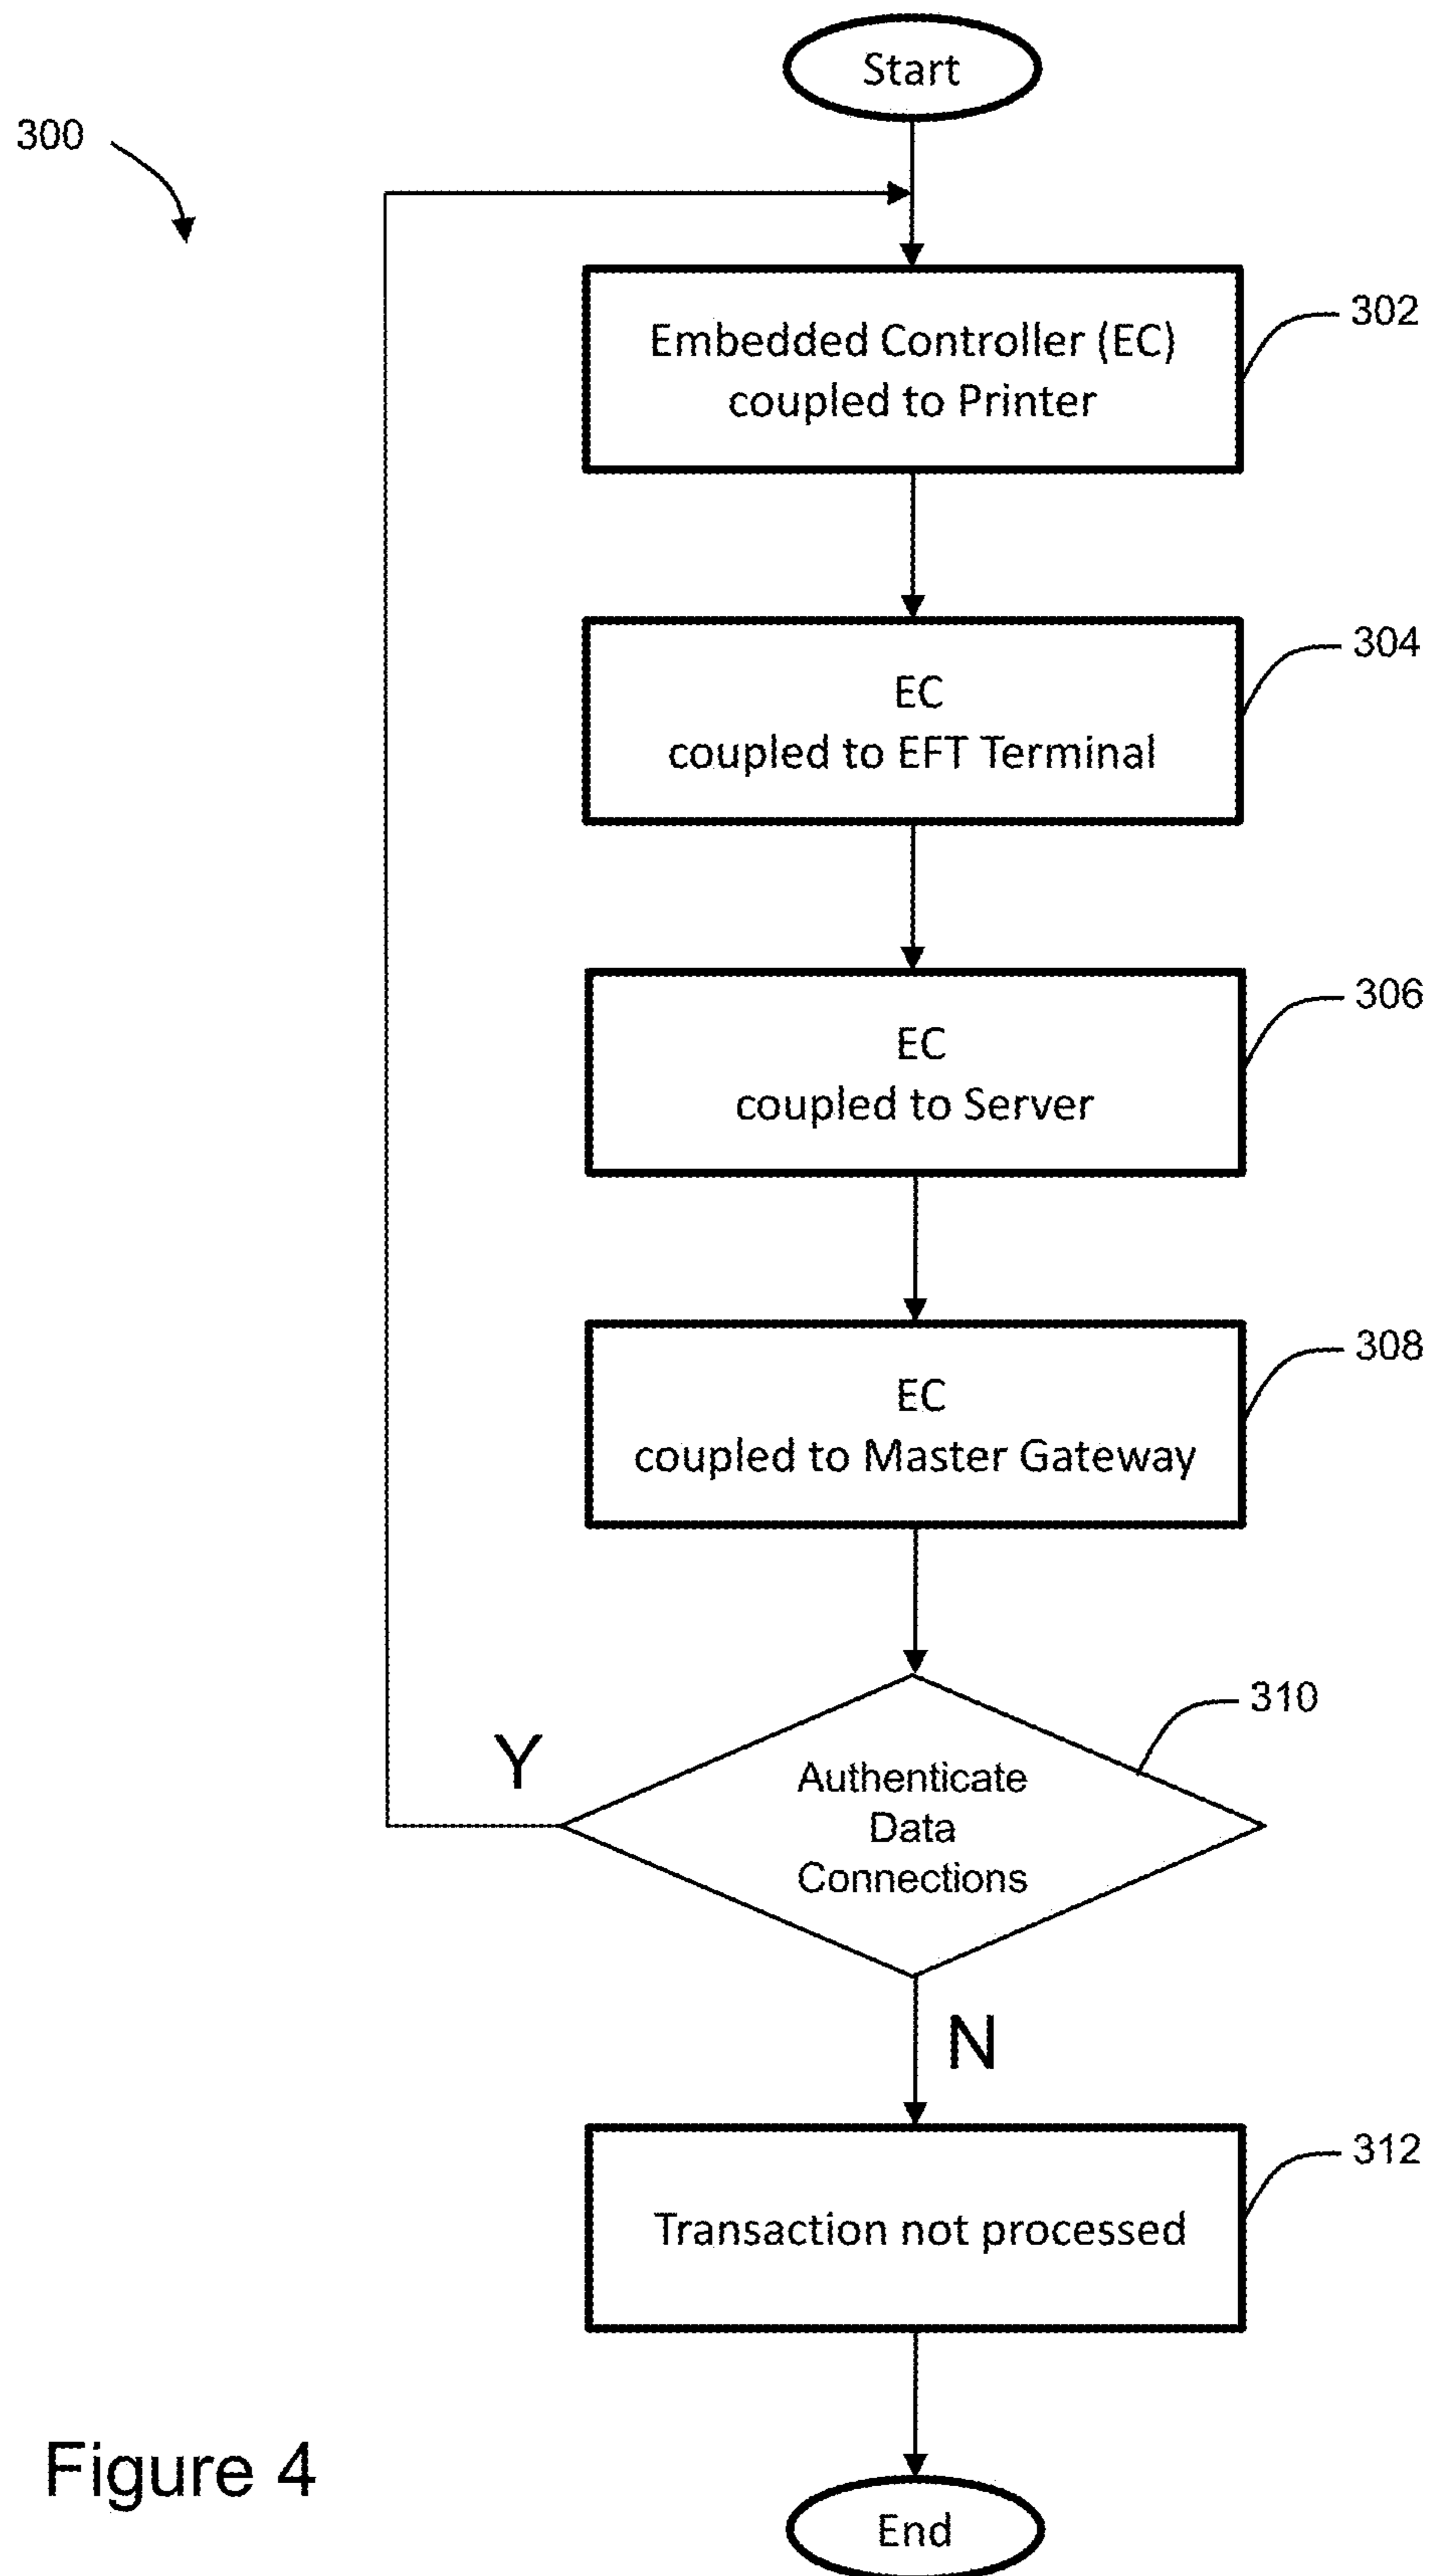 Start
300
Embedded Controller (EC)
coupled to Printer
302
EC
coupled to EFT Terminal
304
EC
coupled to Server
306
EC
coupled to Master Gateway
308
310
Y
Authenticate
Data
Connections
N
Transaction not processed
312
Figure 4
End